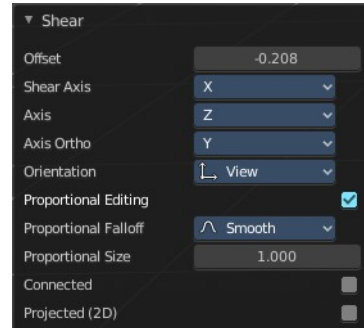 Shear
Offset -0.208
Shear Axis X
Axis Z
Axis Ortho Y
Orientation View
Proportional Editing
Proportional Falloff Smooth
Proportional Size 1.000
Connected
Projected (2D)